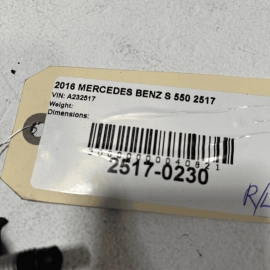 2016 MERCEDES BENZ S 550 2517
VIN: A232517
Weight:
Dimensions:
2517-0230
R/L